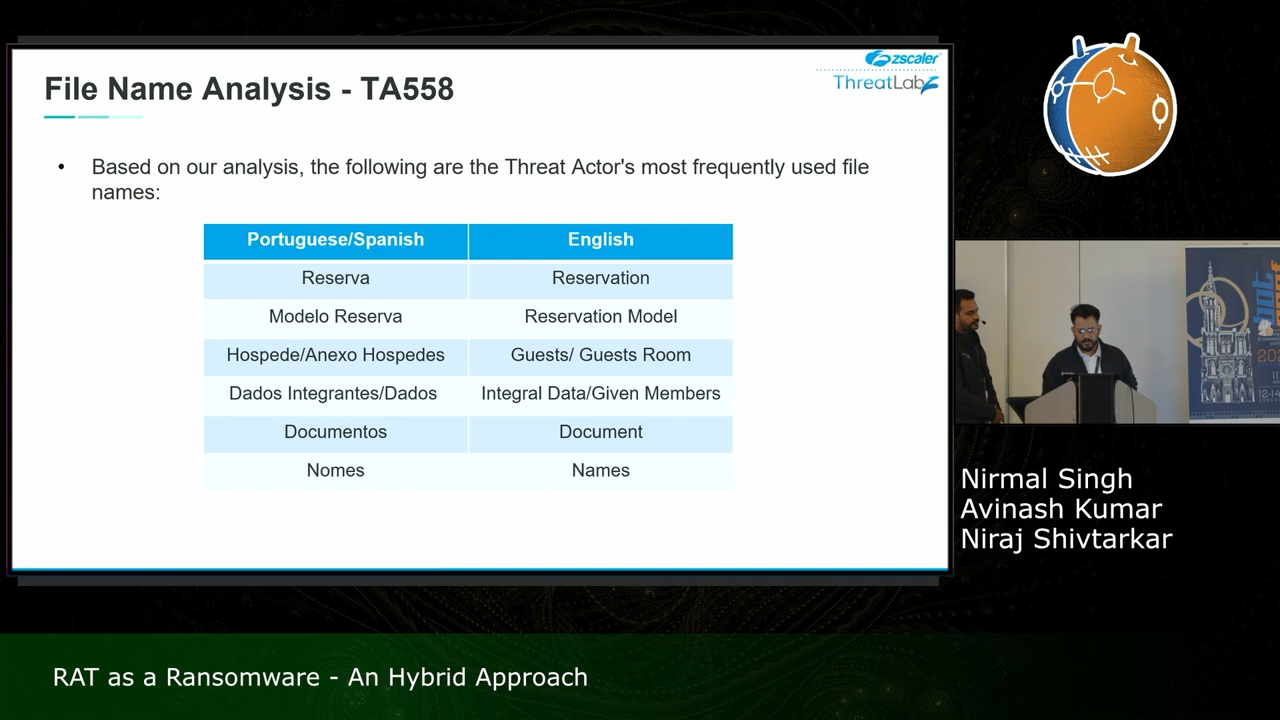 File Name Analysis - TA558
zscaler
ThreatLabZ
• Based on our analysis, the following are the Threat Actor's most frequently used file
names:
Portuguese/Spanish English
Reserva Reservation
Modelo Reserva Reservation Model
Hospede/Anexo Hospedes Guests/ Guests Room
Dados Integrantes/Dados Integral Data/Given Members
Documentos Document
Nomes Names
Nirmal Singh
Avinash Kumar
Niraj Shivtarkar
RAT as a Ransomware - An Hybrid Approach